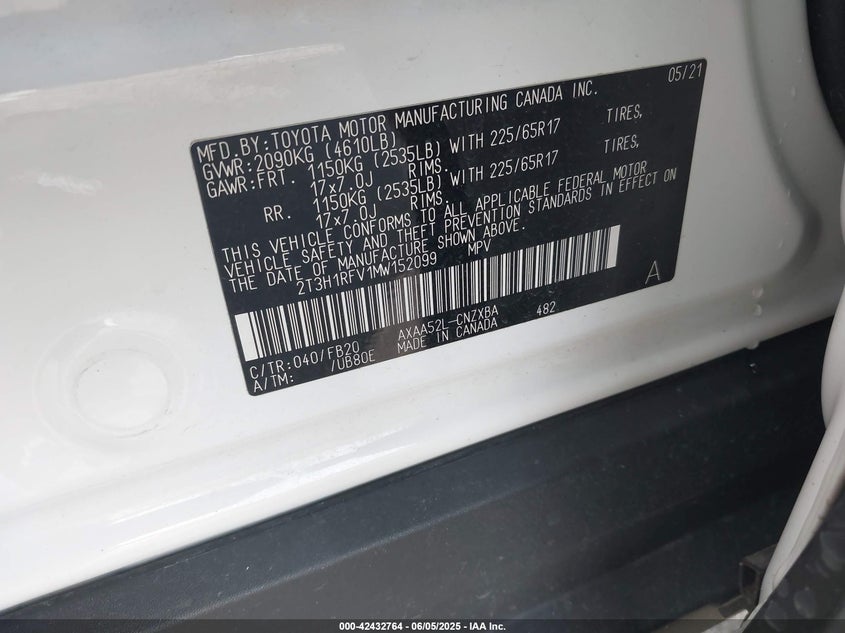 05/21
MFD.BY:TOYOTA MOTOR MANUFACTURING CANADA INC.
GVWR:2090KG (4610LB)
GAWR:FRT. 1150KG (2535LB) WITH 225/65R17 TIRES,
17x7.0J RIMS.
RR. 1150KG (2535LB) WITH 225/65R17 TIRES,
17x7.0J RIMS.
THIS VEHICLE CONFORMS TO ALL APPLICABLE FEDERAL MOTOR
VEHICLE SAFETY AND THEFT PREVENTION STANDARDS IN EFFECT ON
THE DATE OF MANUFACTURE SHOWN ABOVE.
2T3H1RFV1MW152099 MPV
A
C/TR:040/FB20 AXAA52L-CNZXBA 482
A/TM: /UB80E MADE IN CANADA
000-42432764 | 06/05/2025 - IAA Inc.